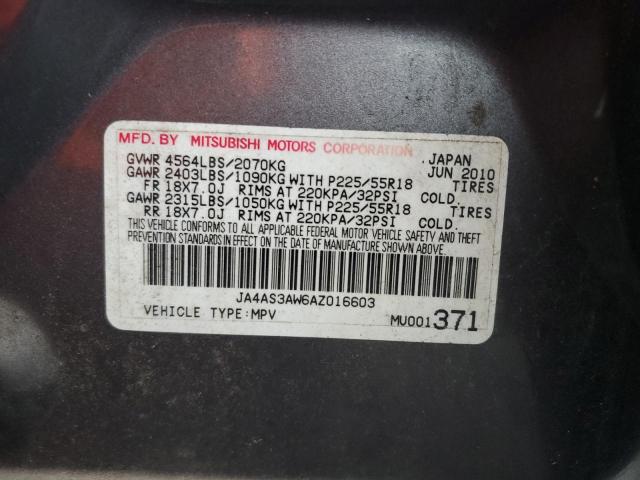 MFD. BY MITSUBISHI MOTORS CORPORATION JAPAN
GVWR 4564LBS/2070KG JUN 2010
GAWR 2403LBS/1090KG WITH P225/55R18 TIRES
FR 18X7.0J RIMS AT 220KPA/32PSI COLD.
GAWR 2315LBS/1050KG WITH P225/55R18 TIRES
RR 18X7.0J RIMS AT 220KPA/32PSI COLD.
THIS VEHICLE CONFORMS TO ALL APPLICABLE FEDERAL MOTOR VEHICLE SAFETY AND THEFT
PREVENTION STANDARDS IN EFFECT ON THE DATE OF MANUFACTURE SHOWN ABOVE.
JA4AS3AW6AZ016603
VEHICLE TYPE:MPV MU001371